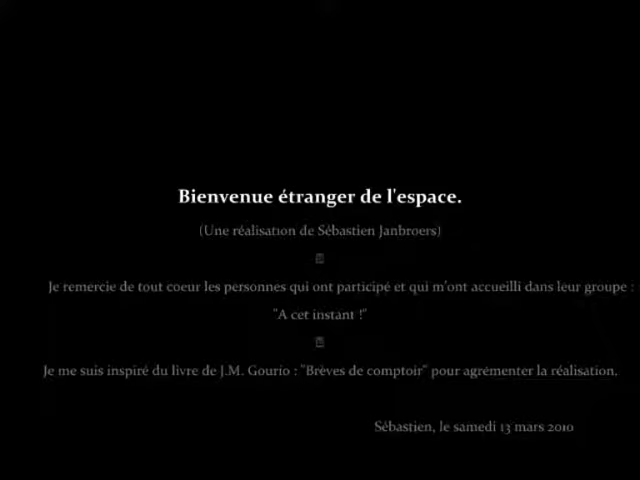 Bienvenue étranger de l'espace.
(Une réalisation de Sébastien Janbroers)
Je remercie de tout coeur les personnes qui ont participé et qui m'ont accueilli dans leur groupe :
"A cet instant !"
Je me suis inspiré du livre de J.M. Gourio : "Brèves de comptoir" pour agrémenter la réalisation.
Sébastien, le samedi 13 mars 2010